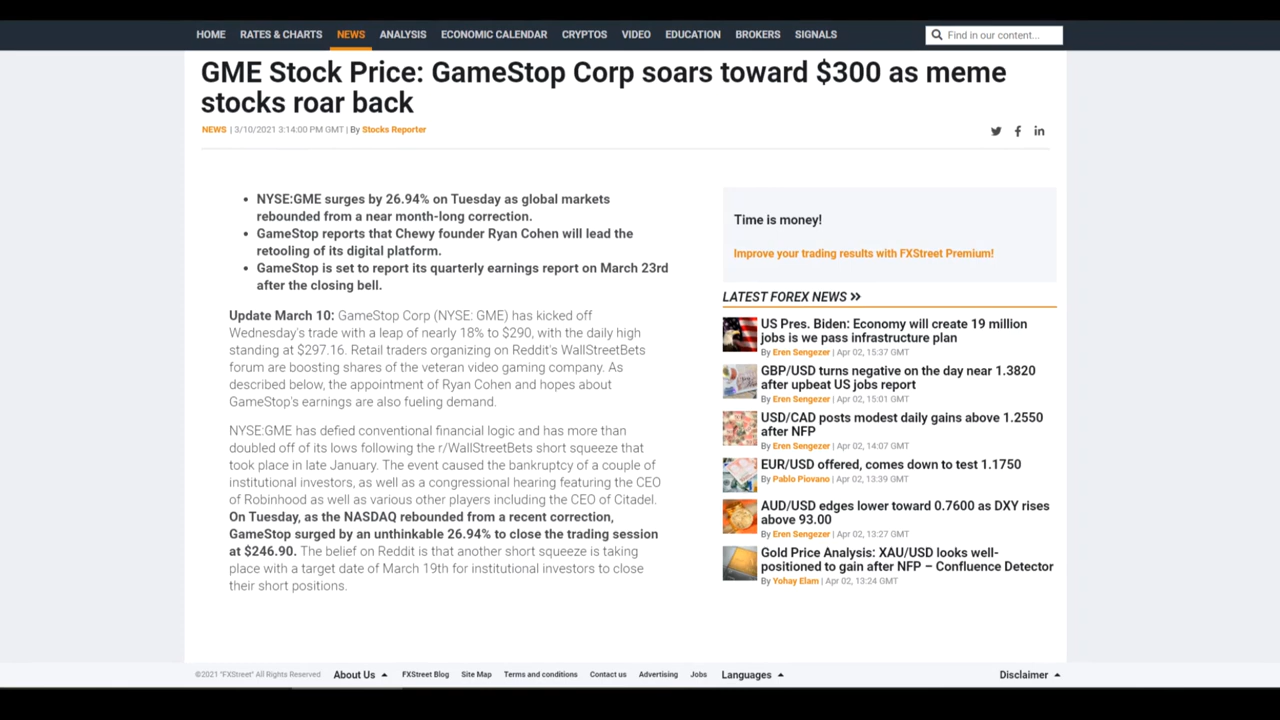 HOME RATES & CHARTS NEWS ANALYSIS ECONOMIC CALENDAR CRYPTOS VIDEO EDUCATION BROKERS SIGNALS Find in our content...
GME Stock Price: GameStop Corp soars toward $300 as meme
stocks roar back
NEWS | 3/10/2021 3:14:00 PM GMT | By Stocks Reporter
• NYSE:GME surges by 26.94% on Tuesday as global markets
rebounded from a near month-long correction.
• GameStop reports that Chewy founder Ryan Cohen will lead the
retooling of its digital platform.
• GameStop is set to report its quarterly earnings report on March 23rd
after the closing bell.
Update March 10: GameStop Corp (NYSE: GME) has kicked off
Wednesday's trade with a leap of nearly 18% to $290, with the daily high
standing at $297.16. Retail traders organizing on Reddit's WallStreetBets
forum are boosting shares of the veteran video gaming company. As
described below, the appointment of Ryan Cohen and hopes about
GameStop's earnings are also fueling demand.
NYSE:GME has defied conventional financial logic and has more than
doubled off of its lows following the r/WallStreetBets short squeeze that
took place in late January. The event caused the bankruptcy of a couple of
institutional investors, as well as a congressional hearing featuring the CEO
of Robinhood as well as various other players including the CEO of Citadel.
On Tuesday, as the NASDAQ rebounded from a recent correction,
GameStop surged by an unthinkable 26.94% to close the trading session
at $246.90. The belief on Reddit is that another short squeeze is taking
place with a target date of March 19th for institutional investors to close
their short positions.
Time is money!
Improve your trading results with FXStreet Premium!
LATEST FOREX NEWS
US Pres. Biden: Economy will create 19 million
jobs is we pass infrastructure plan
By Eren Sengezer | Apr 02, 15:37 GMT
GBP/USD turns negative on the day near 1.3820
after upbeat US jobs report
By Eren Sengezer | Apr 02, 15:01 GMT
USD/CAD posts modest daily gains above 1.2550
after NFP
By Eren Sengezer | Apr 02, 14:07 GMT
EUR/USD offered, comes down to test 1.1750
By Pablo Piovano | Apr 02, 13:39 GMT
AUD/USD edges lower toward 0.7600 as DXY rises
above 93.00
By Eren Sengezer | Apr 02, 13:27 GMT
Gold Price Analysis: XAU/USD looks well-
positioned to gain after NFP – Confluence Detector
By Yohay Elam | Apr 02, 13:24 GMT
©2021 "FXStreet" All Rights Reserved About Us FXStreet Blog Site Map Terms and conditions Contact us Advertising Jobs Languages Disclaimer